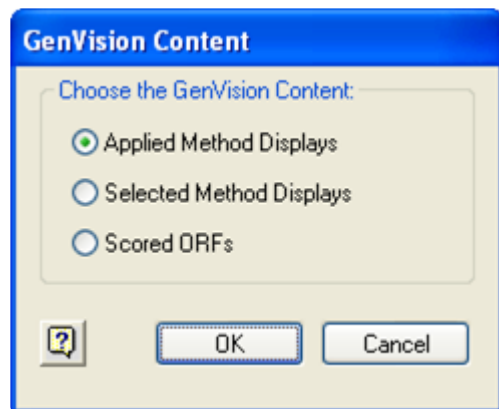 GenVision Content
Choose the GenVision Content:
Applied Method Displays
Selected Method Displays
Scored ORFs
?
OK Cancel